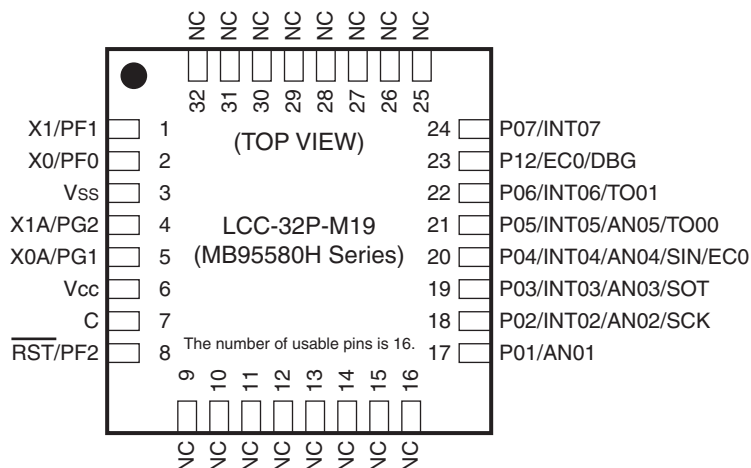 NC NC NC NC NC NC NC NC
32 31 30 29 28 27 26 25
(TOP VIEW)
LCC-32P-M19
(MB95580H Series)
The number of usable pins is 16.
X1/PF1 1
X0/PF0 2
Vss 3
X1A/PG2 4
X0A/PG1 5
Vcc 6
C 7
RST/PF2 8
24 P07/INT07
23 P12/EC0/DBG
22 P06/INT06/TO01
21 P05/INT05/AN05/TO00
20 P04/INT04/AN04/SIN/EC0
19 P03/INT03/AN03/SOT
18 P02/INT02/AN02/SCK
17 P01/AN01
9 10 11 12 13 14 15 16
NC NC NC NC NC NC NC NC